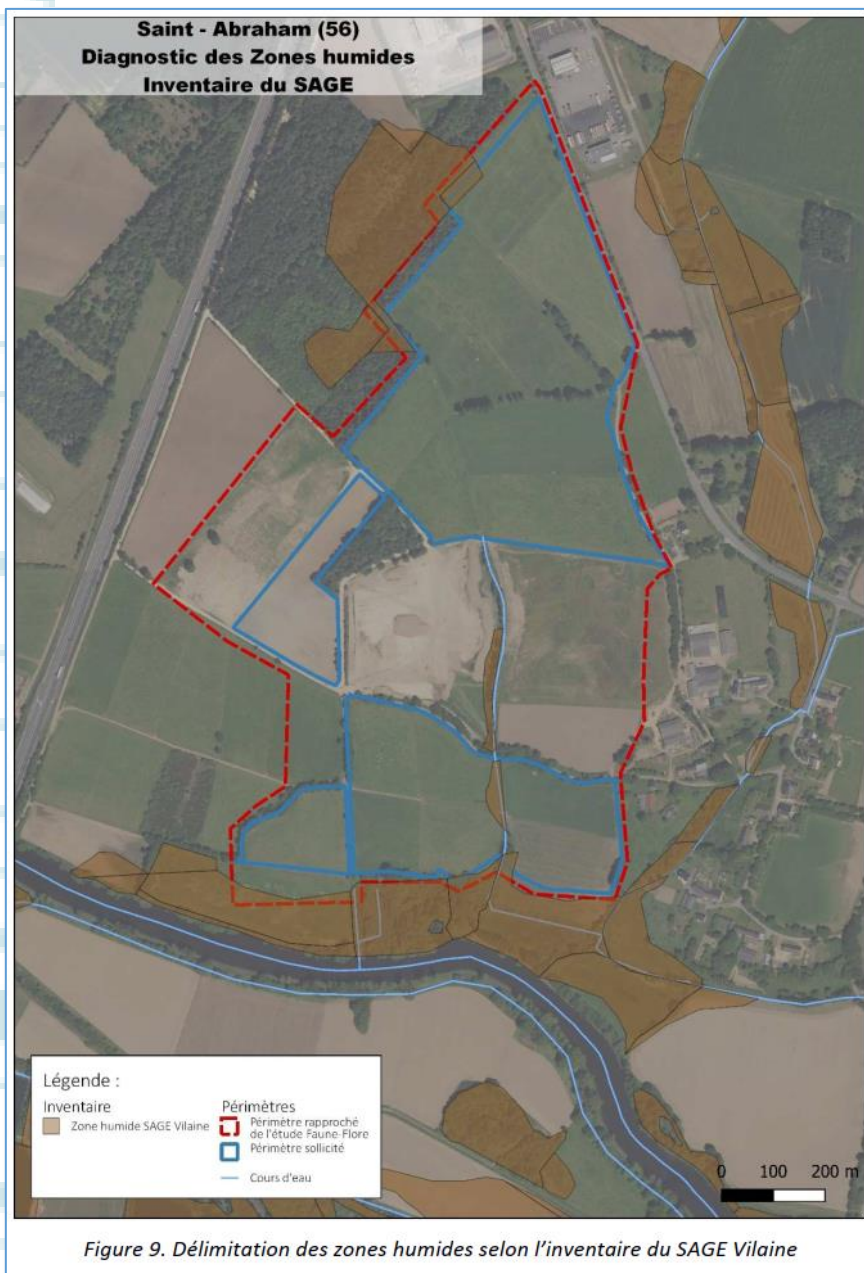 Saint - Abraham (56)
Diagnostic des Zones humides
Inventaire du SAGE
Légende :
Inventaire
Zone humide SAGE Vilaine
Périmètres
Périmètre rapproché
de l'étude Faune-Flore
Périmètre sollicité
Cours d'eau
0 100 200 m
Figure 9. Délimitation des zones humides selon l'inventaire du SAGE Vilaine